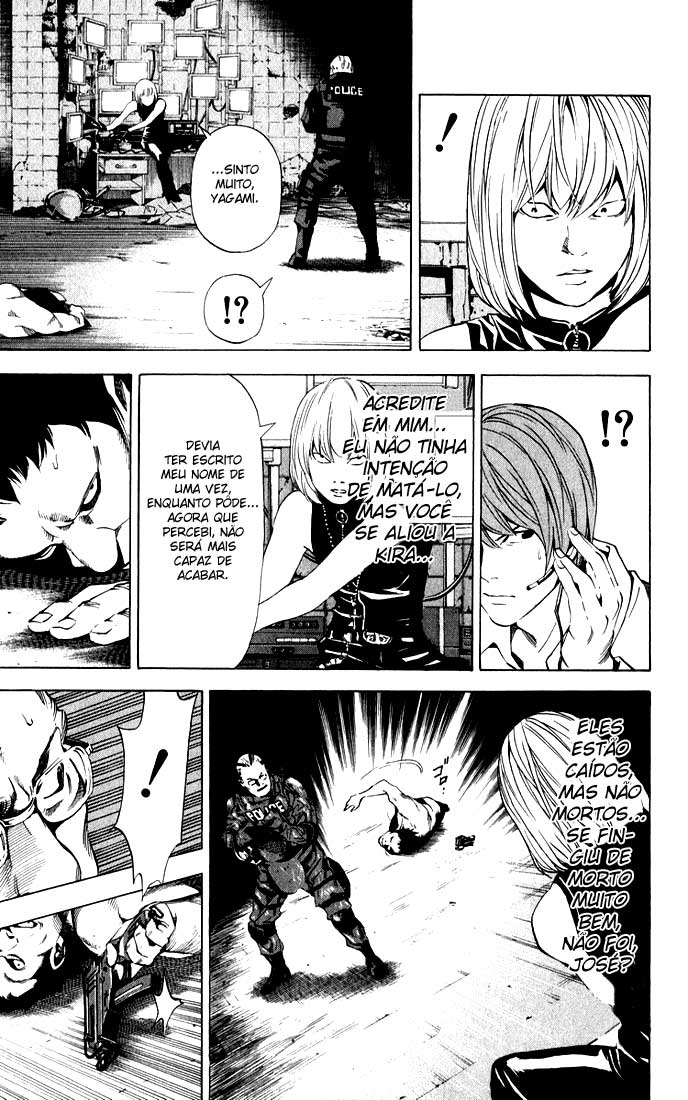 !
POLICE
...SINTO
MUITO,
YAGAMI.
!?
!?
ACREDITE
EM MIM...
EU NÃO TINHA
INTENÇÃO
DE MATÁ-LO,
MAS VOCÊ
SE ALIOU A
KIRA...
DEVIA
TER ESCRITO
MEU NOME DE
UMA VEZ,
ENQUANTO PÔDE...
AGORA QUE
PERCEBI, NÃO
SERÁ MAIS
CAPAZ DE
ACABAR.
ELES
ESTÃO
CAÍDOS,
MAS NÃO
MORTOS...
SE FIN-
GIU DE
MORTO
MUITO
BEM,
NÃO FOI,
JOSÉ?
POLICE
!